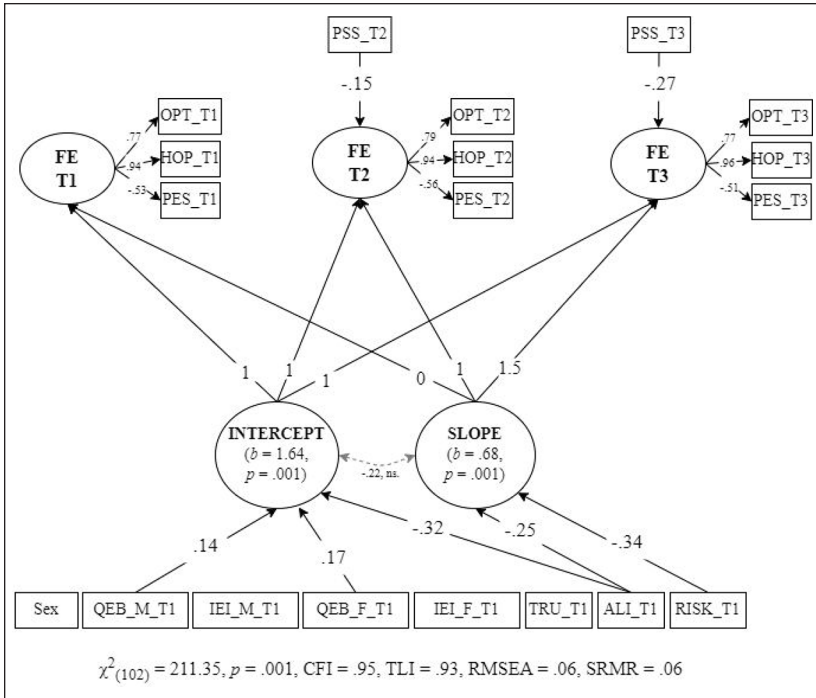 PSS_T2
PSS_T3
-.15
-.27
OPT_T1
OPT_T2
OPT_T3
.77
.79
.77
FE
T1
.94
HOP_T1
FE
T2
.94
HOP_T2
FE
T3
.96
HOP_T3
-.53
PES_T1
-.56
PES_T2
-.51
PES_T3
1
1
1
0
1
1.5
INTERCEPT
(b = 1.64,
p = .001)
-.22, ns.
SLOPE
(b = .68,
p = .001)
.14
.17
-.32
-.25
-.34
Sex
QEB_M_T1
IEI_M_T1
QEB_F_T1
IEI_F_T1
TRU_T1
ALI_T1
RISK_T1
χ²₍₁₀₂₎ = 211.35, p = .001, CFI = .95, TLI = .93, RMSEA = .06, SRMR = .06